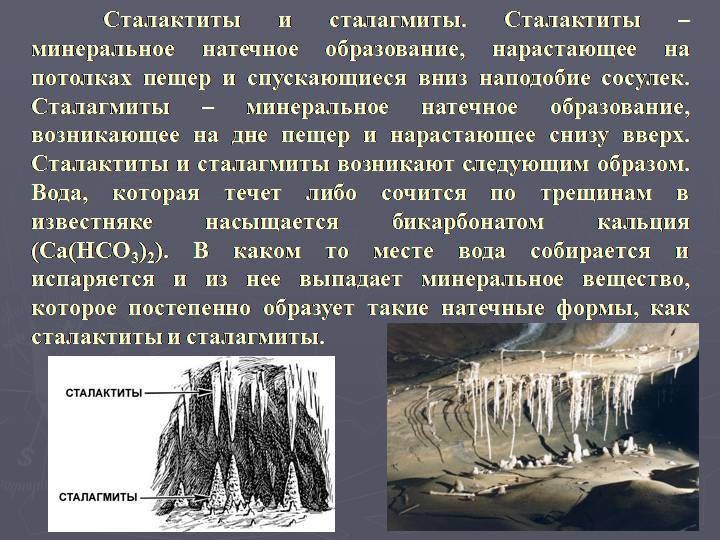 Сталактиты и сталагмиты. Сталактиты –
минеральное натечное образование, нарастающее на
потолках пещер и спускающиеся вниз наподобие сосулек.
Сталагмиты – минеральное натечное образование,
возникающее на дне пещер и нарастающее снизу вверх.
Сталактиты и сталагмиты возникают следующим образом.
Вода, которая течет либо сочится по трещинам в
известняке насыщается бикарбонатом кальция
(Ca(HCO₃)₂). В каком то месте вода собирается и
испаряется и из нее выпадает минеральное вещество,
которое постепенно образует такие натечные формы, как
сталактиты и сталагмиты.
СТАЛАКТИТЫ
СТАЛАГМИТЫ